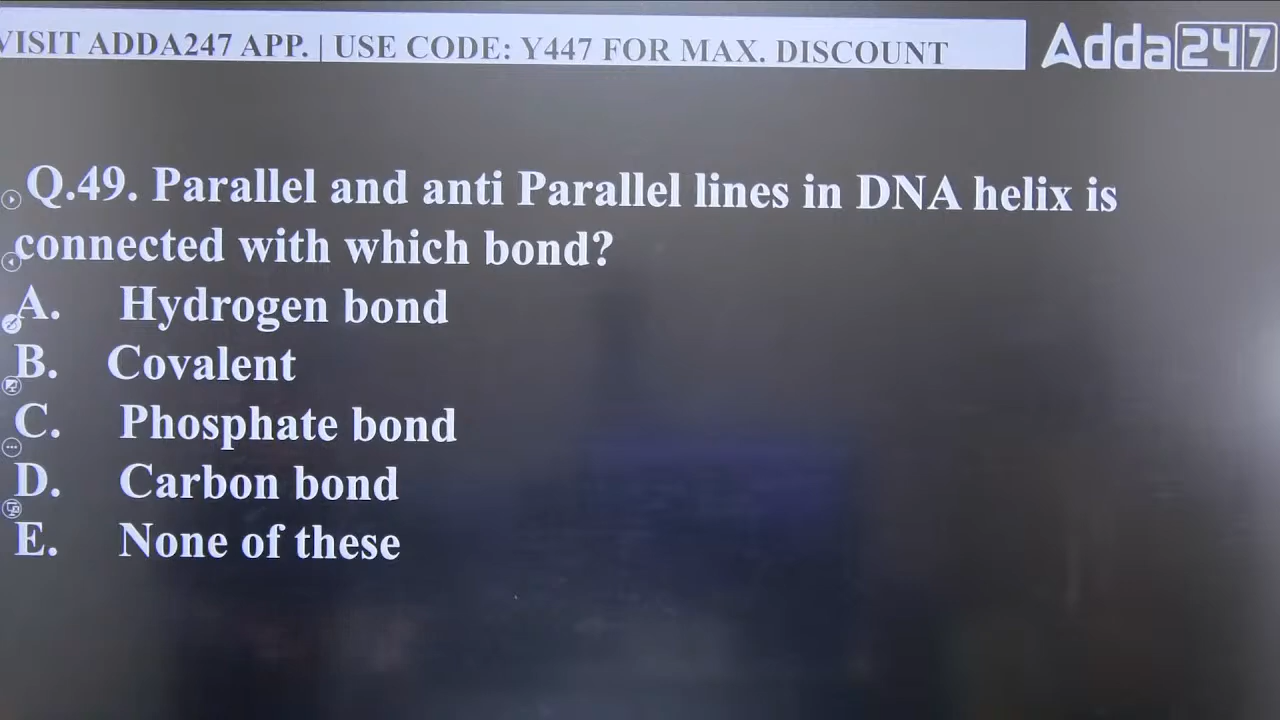 VISIT ADDA247 APP. | USE CODE: Y447 FOR MAX. DISCOUNT
Adda247
Q.49. Parallel and anti Parallel lines in DNA helix is
connected with which bond?
A. Hydrogen bond
B. Covalent
C. Phosphate bond
D. Carbon bond
E. None of these